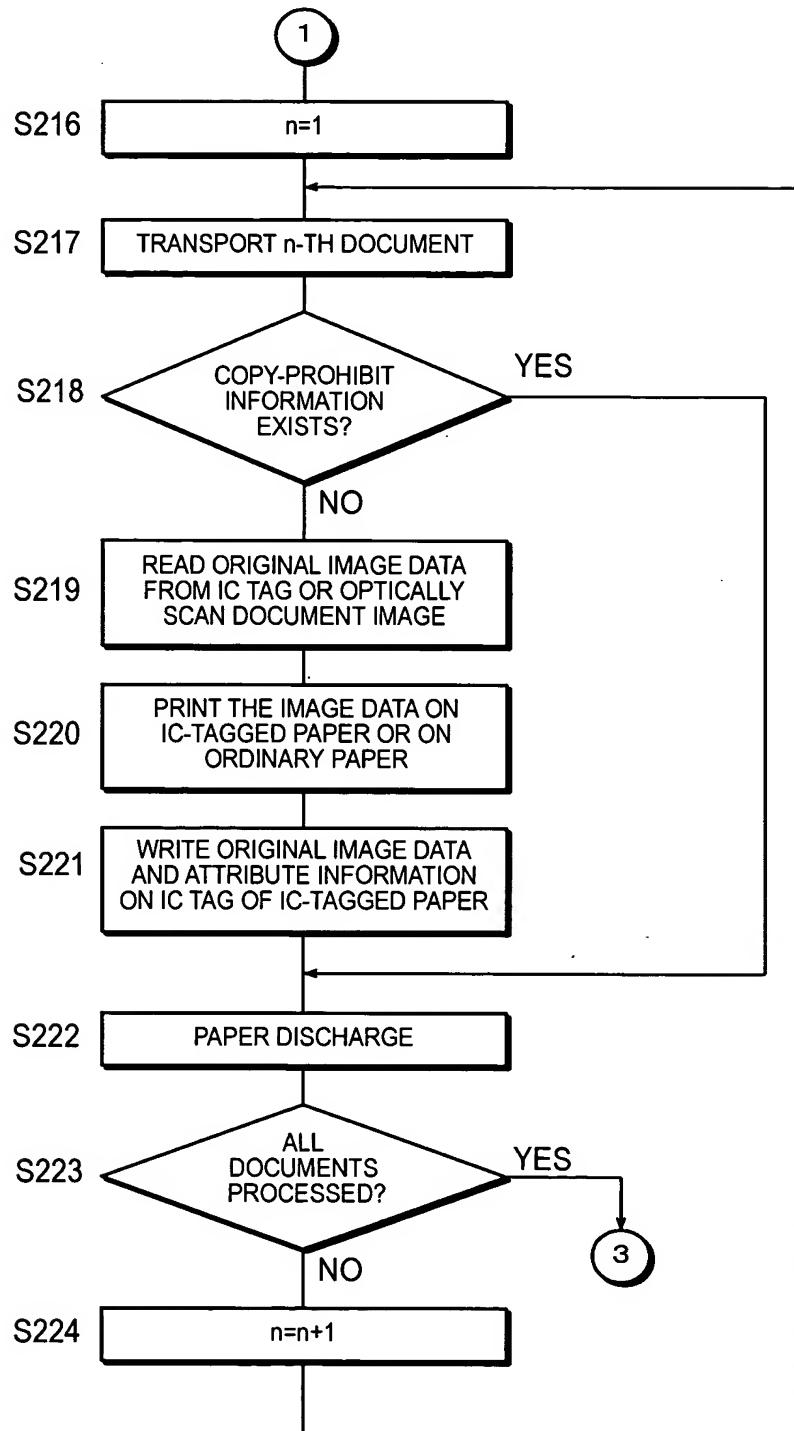 1
S216
n=1
S217
TRANSPORT n-TH DOCUMENT
S218
COPY-PROHIBIT
INFORMATION
EXISTS?
YES
NO
S219
READ ORIGINAL IMAGE DATA
FROM IC TAG OR OPTICALLY
SCAN DOCUMENT IMAGE
S220
PRINT THE IMAGE DATA ON
IC-TAGGED PAPER OR ON
ORDINARY PAPER
S221
WRITE ORIGINAL IMAGE DATA
AND ATTRIBUTE INFORMATION
ON IC TAG OF IC-TAGGED PAPER
S222
PAPER DISCHARGE
S223
ALL
DOCUMENTS
PROCESSED?
YES
3
NO
S224
n=n+1